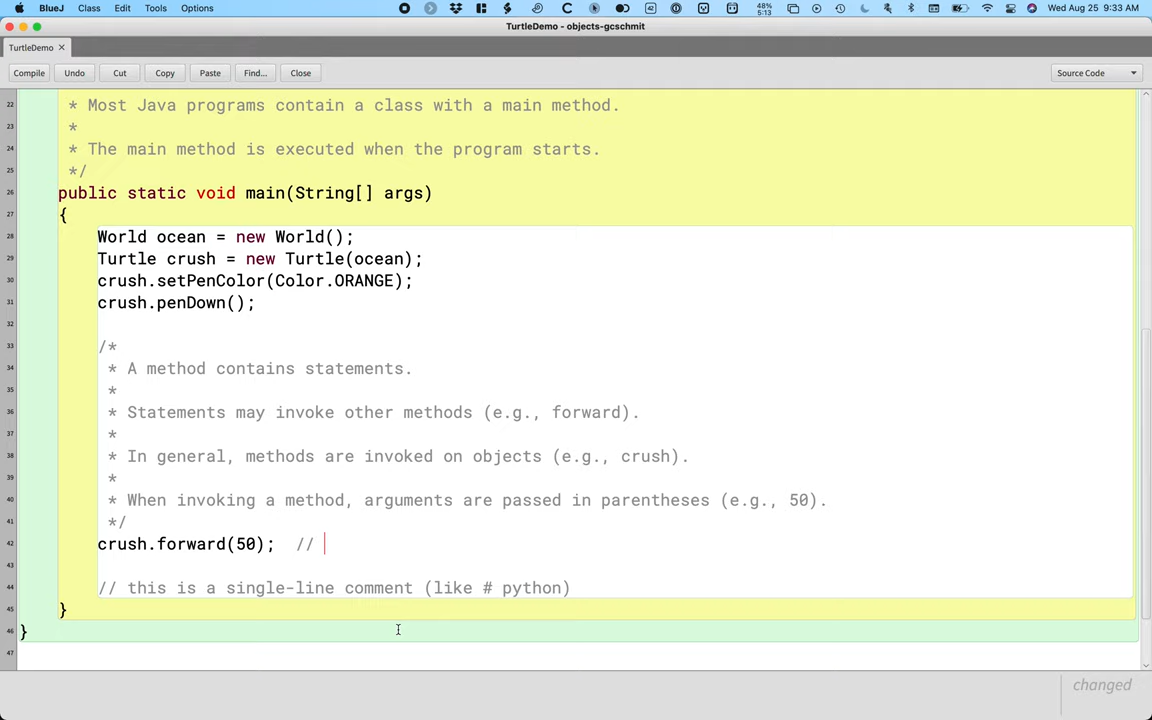 BlueJ Class Edit Tools Options 42 48% 5:13 Wed Aug 25 9:33 AM
TurtleDemo - objects-gcschmit
TurtleDemo ×
Compile Undo Cut Copy Paste Find... Close Source Code
22 * Most Java programs contain a class with a main method.
23 *
24 * The main method is executed when the program starts.
25 */
26 public static void main(String[] args)
27 {
28 World ocean = new World();
29 Turtle crush = new Turtle(ocean);
30 crush.setPenColor(Color.ORANGE);
31 crush.penDown();
32
33 /*
34 * A method contains statements.
35 *
36 * Statements may invoke other methods (e.g., forward).
37 *
38 * In general, methods are invoked on objects (e.g., crush).
39 *
40 * When invoking a method, arguments are passed in parentheses (e.g., 50).
41 */
42 crush.forward(50); //
43
44 // this is a single-line comment (like # python)
45 }
46 }
47
changed